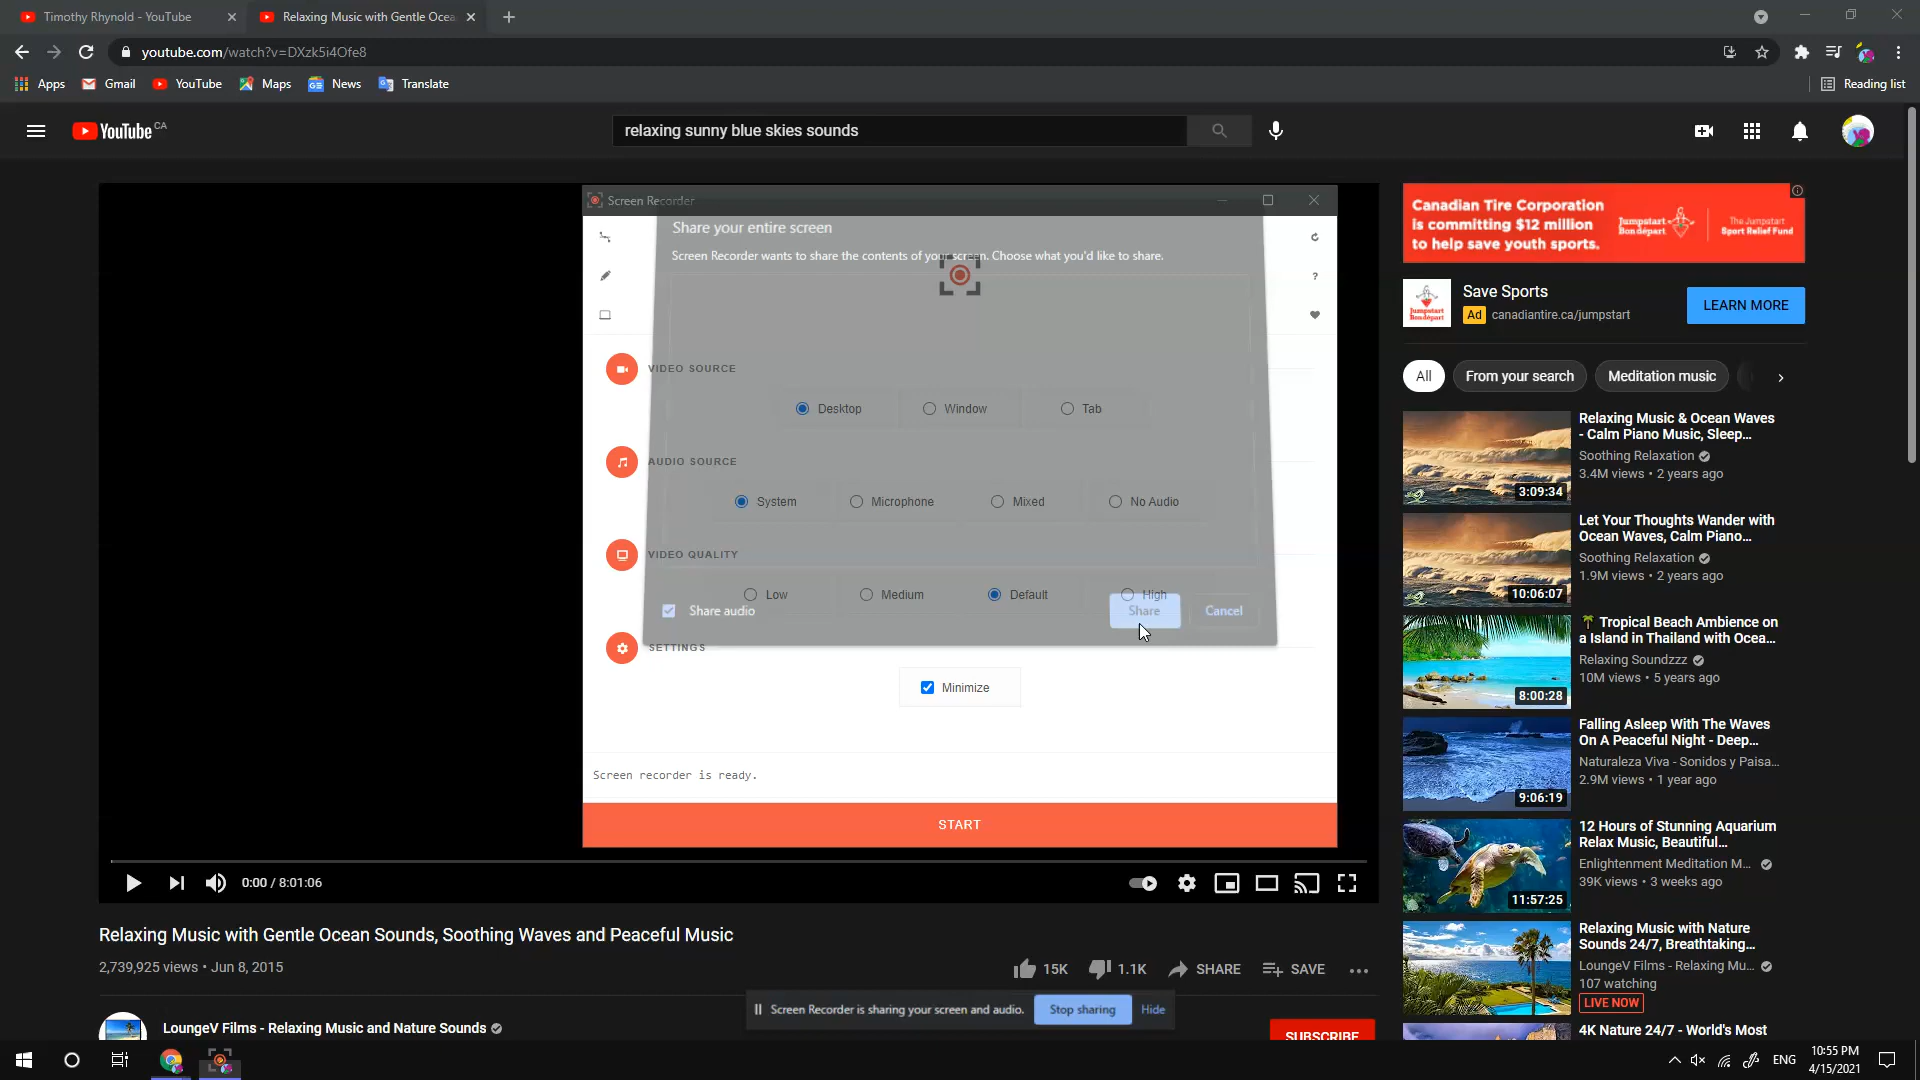 Timothy Rhynold - YouTube
Relaxing Music with Gentle Ocea
youtube.com/watch?v=DXzk5i4Ofe8
Apps
Gmail
YouTube
Maps
News
Translate
Reading list
YouTube CA
relaxing sunny blue skies sounds
Screen Recorder
Share your entire screen
Screen Recorder wants to share the contents of your screen. Choose what you'd like to share.
VIDEO SOURCE
Desktop
Window
Tab
AUDIO SOURCE
System
Microphone
Mixed
No Audio
VIDEO QUALITY
Low
Medium
Default
High
Share audio
Share
Cancel
SETTINGS
Minimize
Screen recorder is ready.
START
0:00 / 8:01:06
Relaxing Music with Gentle Ocean Sounds, Soothing Waves and Peaceful Music
2,739,925 views • Jun 8, 2015
15K
1.1K
SHARE
SAVE
Screen Recorder is sharing your screen and audio.
Stop sharing
Hide
LoungeV Films - Relaxing Music and Nature Sounds
SUBSCRIBE
Canadian Tire Corporation
is committing $12 million
to help save youth sports.
Jumpstart
Bon départ
The Jumpstart
Sport Relief Fund
Save Sports
Ad canadiantire.ca/jumpstart
LEARN MORE
All
From your search
Meditation music
Relaxing Music & Ocean Waves
- Calm Piano Music, Sleep...
Soothing Relaxation
3.4M views • 2 years ago
3:09:34
Let Your Thoughts Wander with
Ocean Waves, Calm Piano...
Soothing Relaxation
1.9M views • 2 years ago
10:06:07
🌴 Tropical Beach Ambience on
a Island in Thailand with Ocea...
Relaxing Soundzzz
10M views • 5 years ago
8:00:28
Falling Asleep With The Waves
On A Peaceful Night - Deep...
Naturaleza Viva - Sonidos y Paisa...
2.9M views • 1 year ago
9:06:19
12 Hours of Stunning Aquarium
Relax Music, Beautiful...
Enlightenment Meditation M...
39K views • 3 weeks ago
11:57:25
Relaxing Music with Nature
Sounds 24/7, Breathtaking...
LoungeV Films - Relaxing Mu...
107 watching
LIVE NOW
4K Nature 24/7 - World's Most
ENG
10:55 PM
4/15/2021